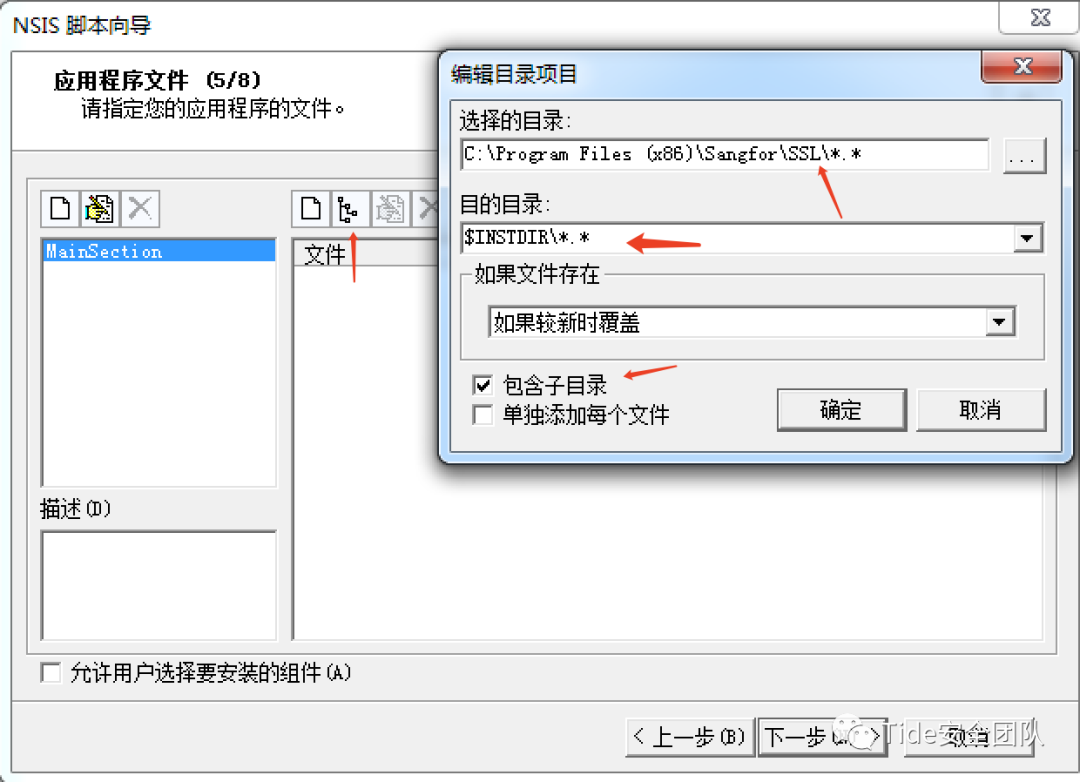 NSIS 脚本向导
应用程序文件 (5/8)
请指定您的应用程序的文件。
MainSection
文件
描述(D)
允许用户选择要安装的组件(A)
编辑目录项目
选择的目录:
C:\Program Files (x86)\Sangfor\SSL\*.*
...
目的目录:
$INSTDIR\*.*
如果文件存在
如果较新时覆盖
包含子目录
单独添加每个文件
确定
取消
< 上一步(B)
下一步
取消
Tide安全团队